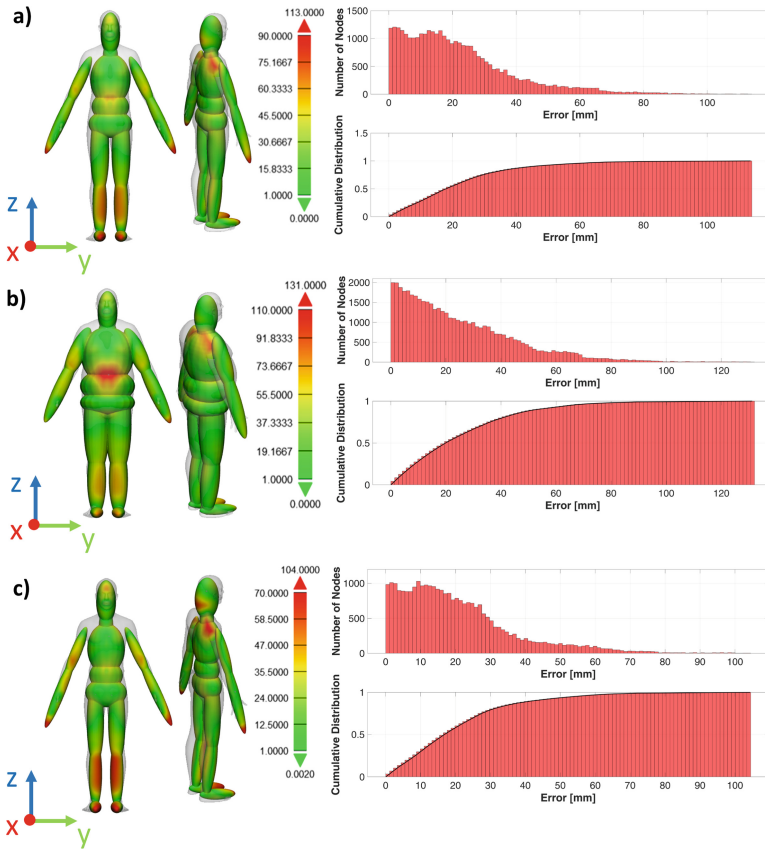 a)
113.0000
90.0000
75.1667
60.3333
45.5000
30.6667
15.8333
1.0000
0.0000
z
x
y
Number of Nodes
1500
1000
500
0
0 20 40 60 80 100
Error [mm]
Cumulative Distribution
1.5
1
0.5
0
0 20 40 60 80 100
Error [mm]
b)
131.0000
110.0000
91.8333
73.6667
55.5000
37.3333
19.1667
1.0000
0.0000
z
x
y
Number of Nodes
2000
1500
1000
500
0
0 20 40 60 80 100 120
Error [mm]
Cumulative Distribution
1
0.5
0
0 20 40 60 80 100 120
Error [mm]
c)
104.0000
70.0000
58.5000
47.0000
35.5000
24.0000
12.5000
1.0000
0.0020
z
x
y
Number of Nodes
1000
500
0
0 10 20 30 40 50 60 70 80 90 100
Error [mm]
Cumulative Distribution
1
0.5
0
0 10 20 30 40 50 60 70 80 90 100
Error [mm]